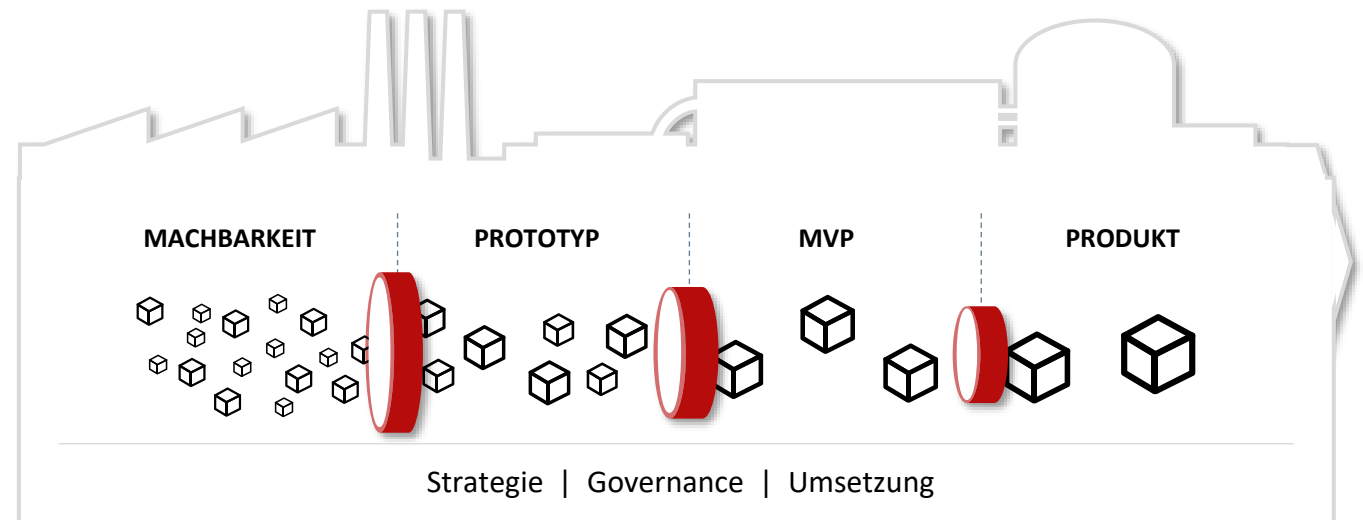 MACHBARKEIT PROTOTYP MVP PRODUKT
Strategie | Governance | Umsetzung